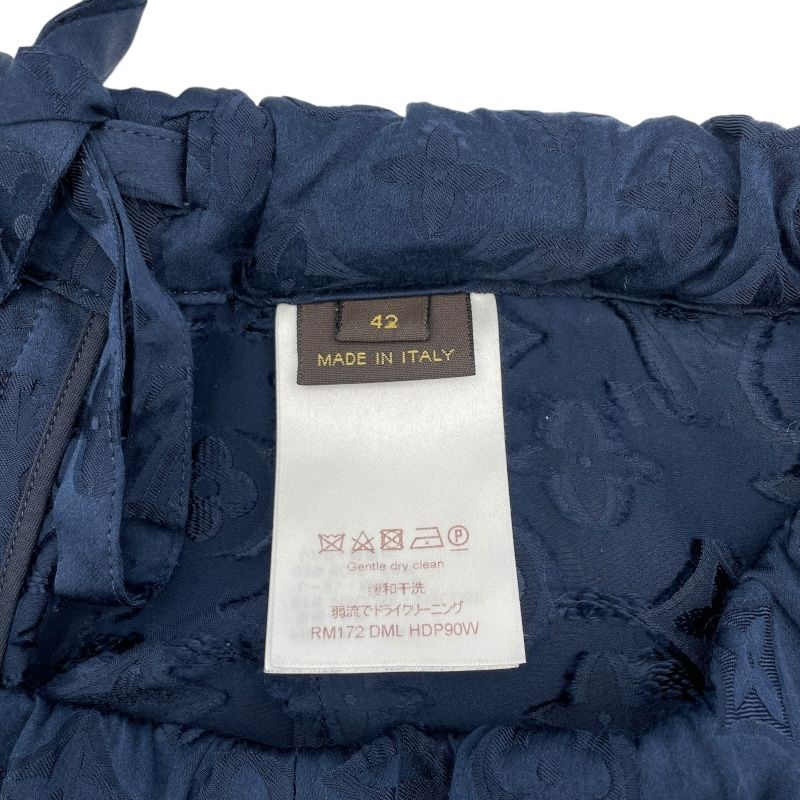 42
MADE IN ITALY
Gentle dry clean
缓和干洗
弱流でドライクリーニング
RM172 DML HDP90W